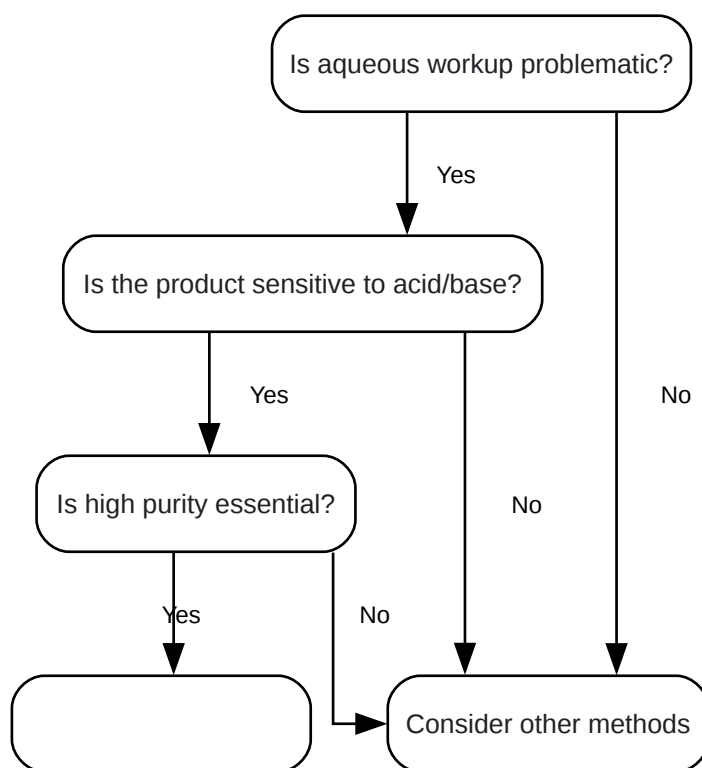 Is aqueous workup problematic?
Yes
Is the product sensitive to acid/base?
Yes
No
Is high purity essential?
No
Yes
No
Consider other methods